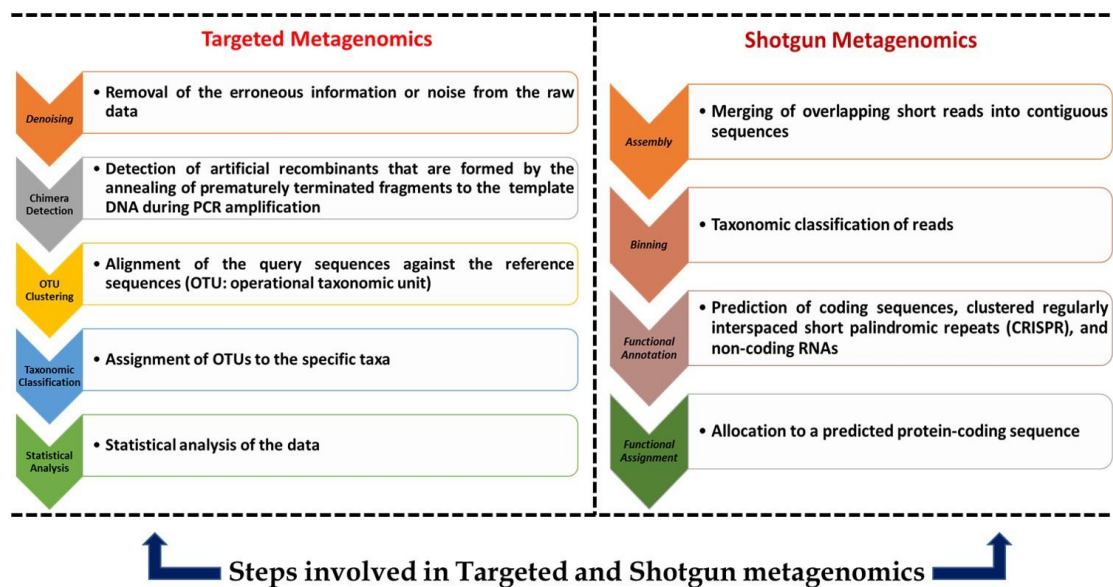 Targeted Metagenomics
Denoising
• Removal of the erroneous information or noise from the raw
data
Chimera
Detection
• Detection of artificial recombinants that are formed by the
annealing of prematurely terminated fragments to the template
DNA during PCR amplification
OTU
Clustering
• Alignment of the query sequences against the reference
sequences (OTU: operational taxonomic unit)
Taxonomic
Classification
• Assignment of OTUs to the specific taxa
Statistical
Analysis
• Statistical analysis of the data
Shotgun Metagenomics
Assembly
• Merging of overlapping short reads into contiguous
sequences
Binning
• Taxonomic classification of reads
Functional
Annotation
• Prediction of coding sequences, clustered regularly
interspaced short palindromic repeats (CRISPR), and
non-coding RNAs
Functional
Assignment
• Allocation to a predicted protein-coding sequence
Steps involved in Targeted and Shotgun metagenomics